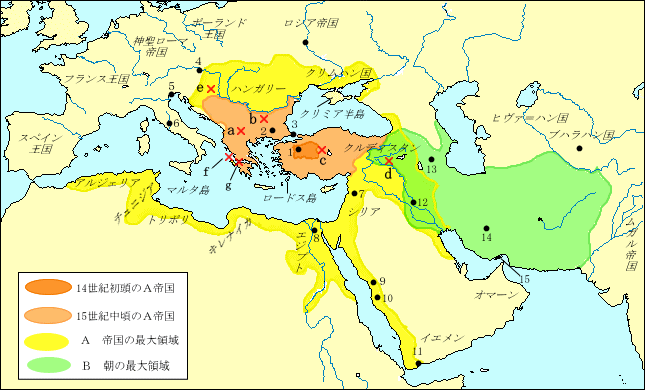 ポーランド
王国
ロシア帝国
神聖ローマ
帝国
4
クリムハン国
フランス王国
5
e
ハンガリー
b
クリミア半島
6
a
2
3
ヒヴァ=ハン国
ブハラハン国
スペイン
王国
1
c
クルディスタン
f
g
d
13
アルジェリア
チュニジア
マルタ島
ロードス島
7
シリア
12
トリポリ
キレナイカ
8
エジプト
14
ムガル帝国
15
9
10
オマーン
イエメン
11
14世紀初頭のA帝国
15世紀中頃のA帝国
A 帝国の最大領域
B 朝の最大領域